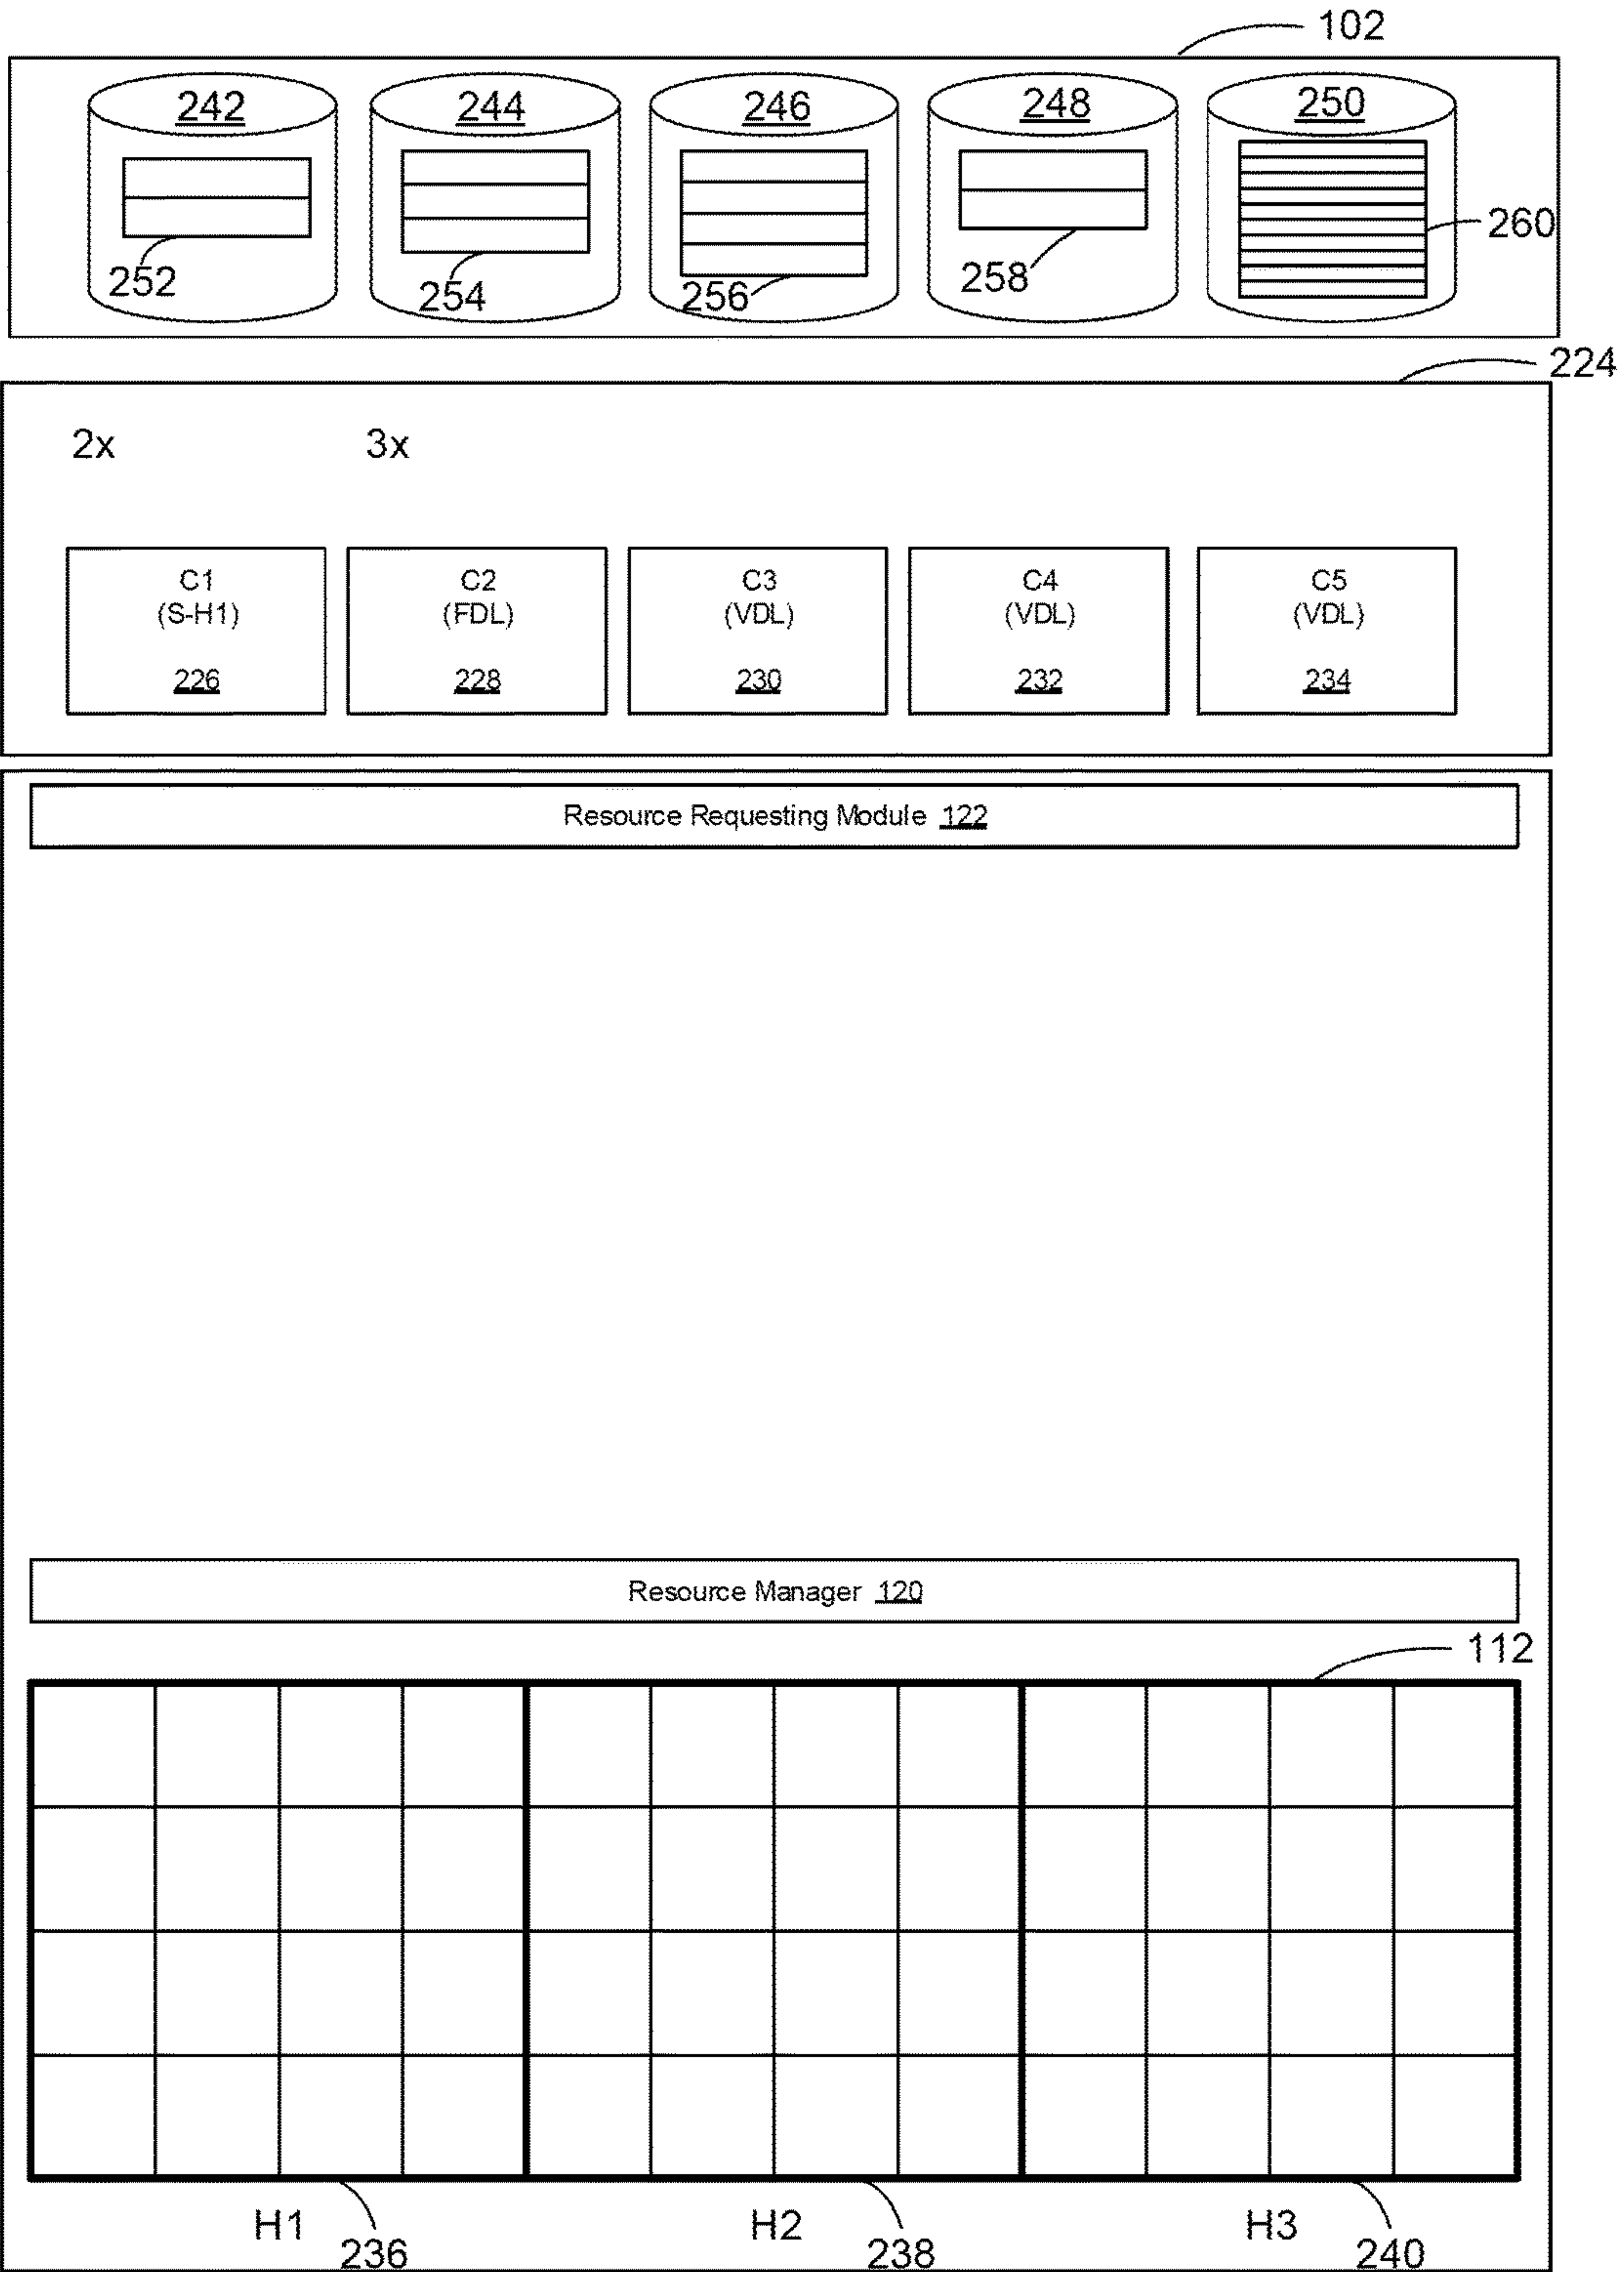 102
242 244 246 248 250
260
252 254 256 258
224
2x 3x
C1 C2 C3 C4 C5
(S-H1) (FDL) (VDL) (VDL) (VDL)
226 228 230 232 234
Resource Requesting Module 122
Resource Manager 120
112
H1 H2 H3
236 238 240